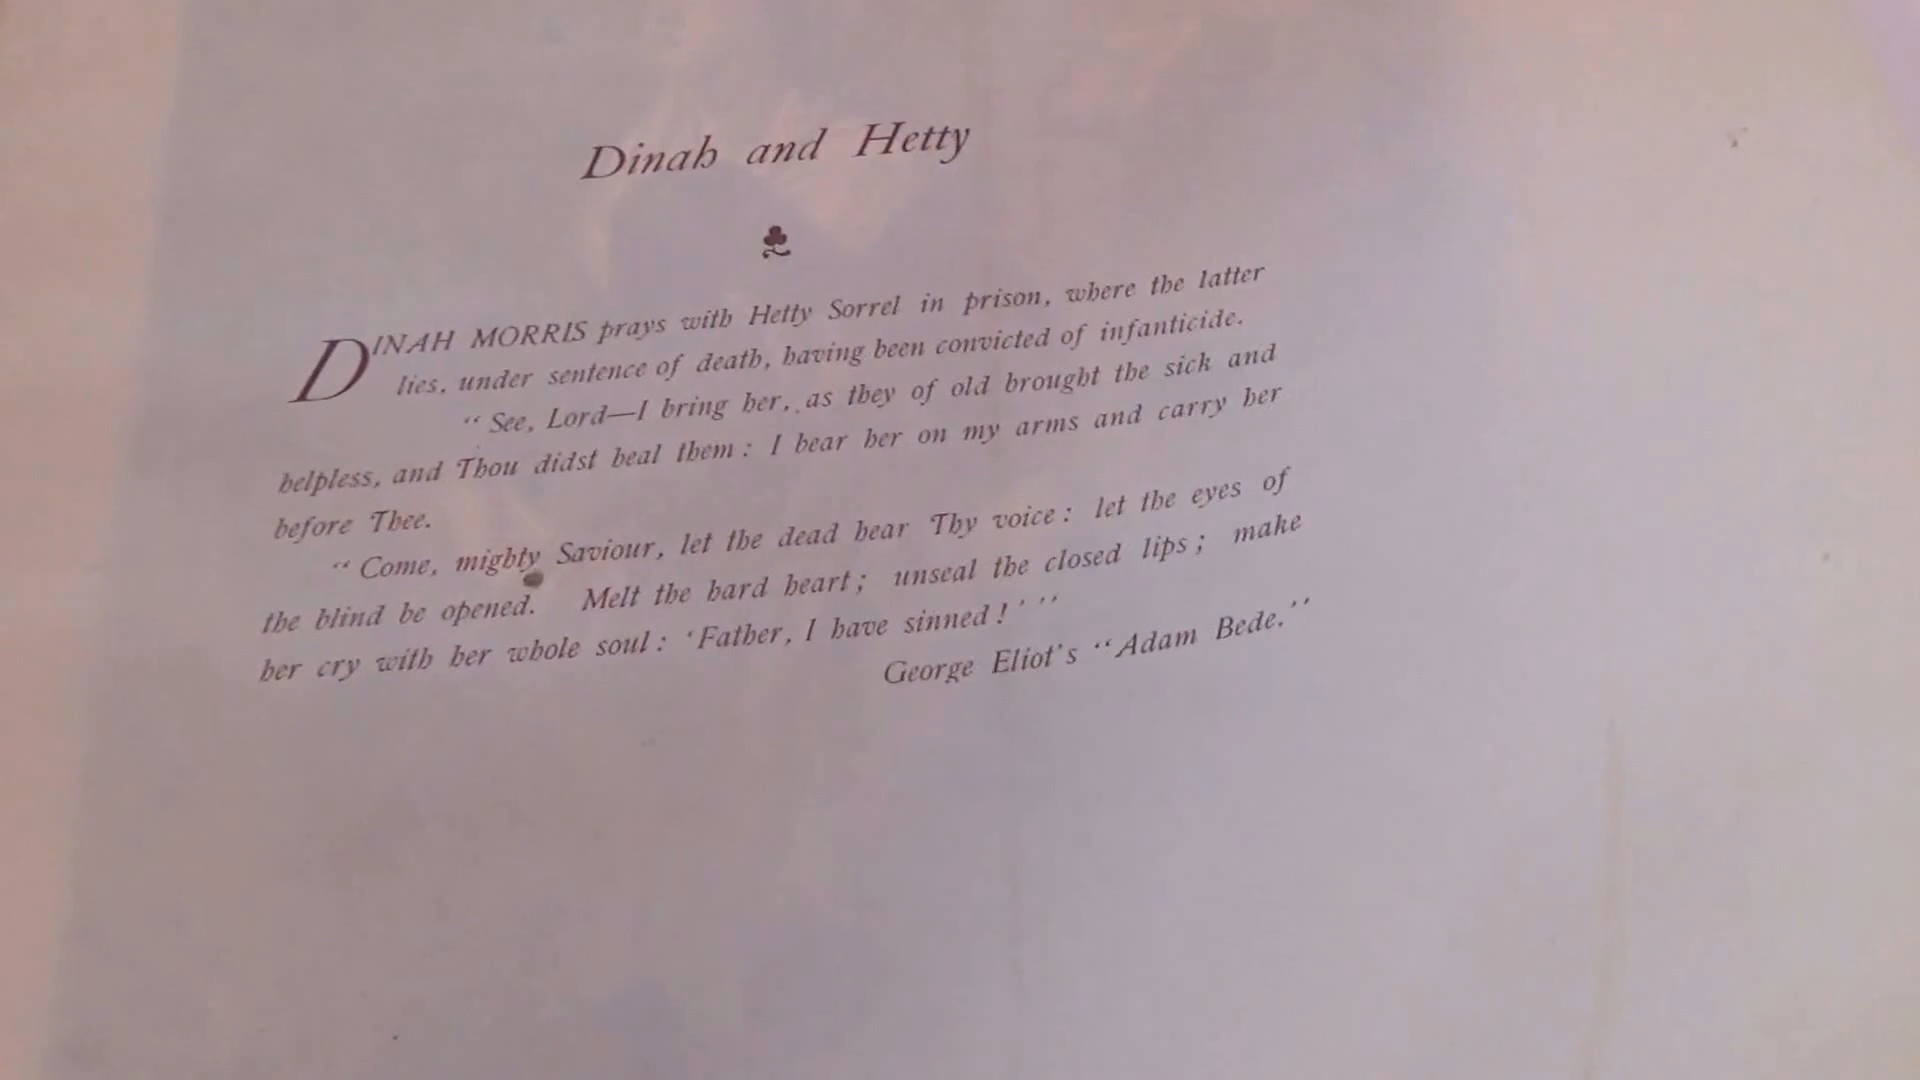 Dinah and Hetty
DINAH MORRIS prays with Hetty Sorrel in prison, where the latter
lies, under sentence of death, having been convicted of infanticide.
“ See, Lord—I bring her, as they of old brought the sick and
helpless, and Thou didst heal them : I bear her on my arms and carry her
before Thee.
“ Come, mighty Saviour, let the dead hear Thy voice : let the eyes of
the blind be opened. Melt the hard heart ; unseal the closed lips ; make
her cry with her whole soul : ‘Father, I have sinned ! ’ ”
George Eliot’s “Adam Bede.”